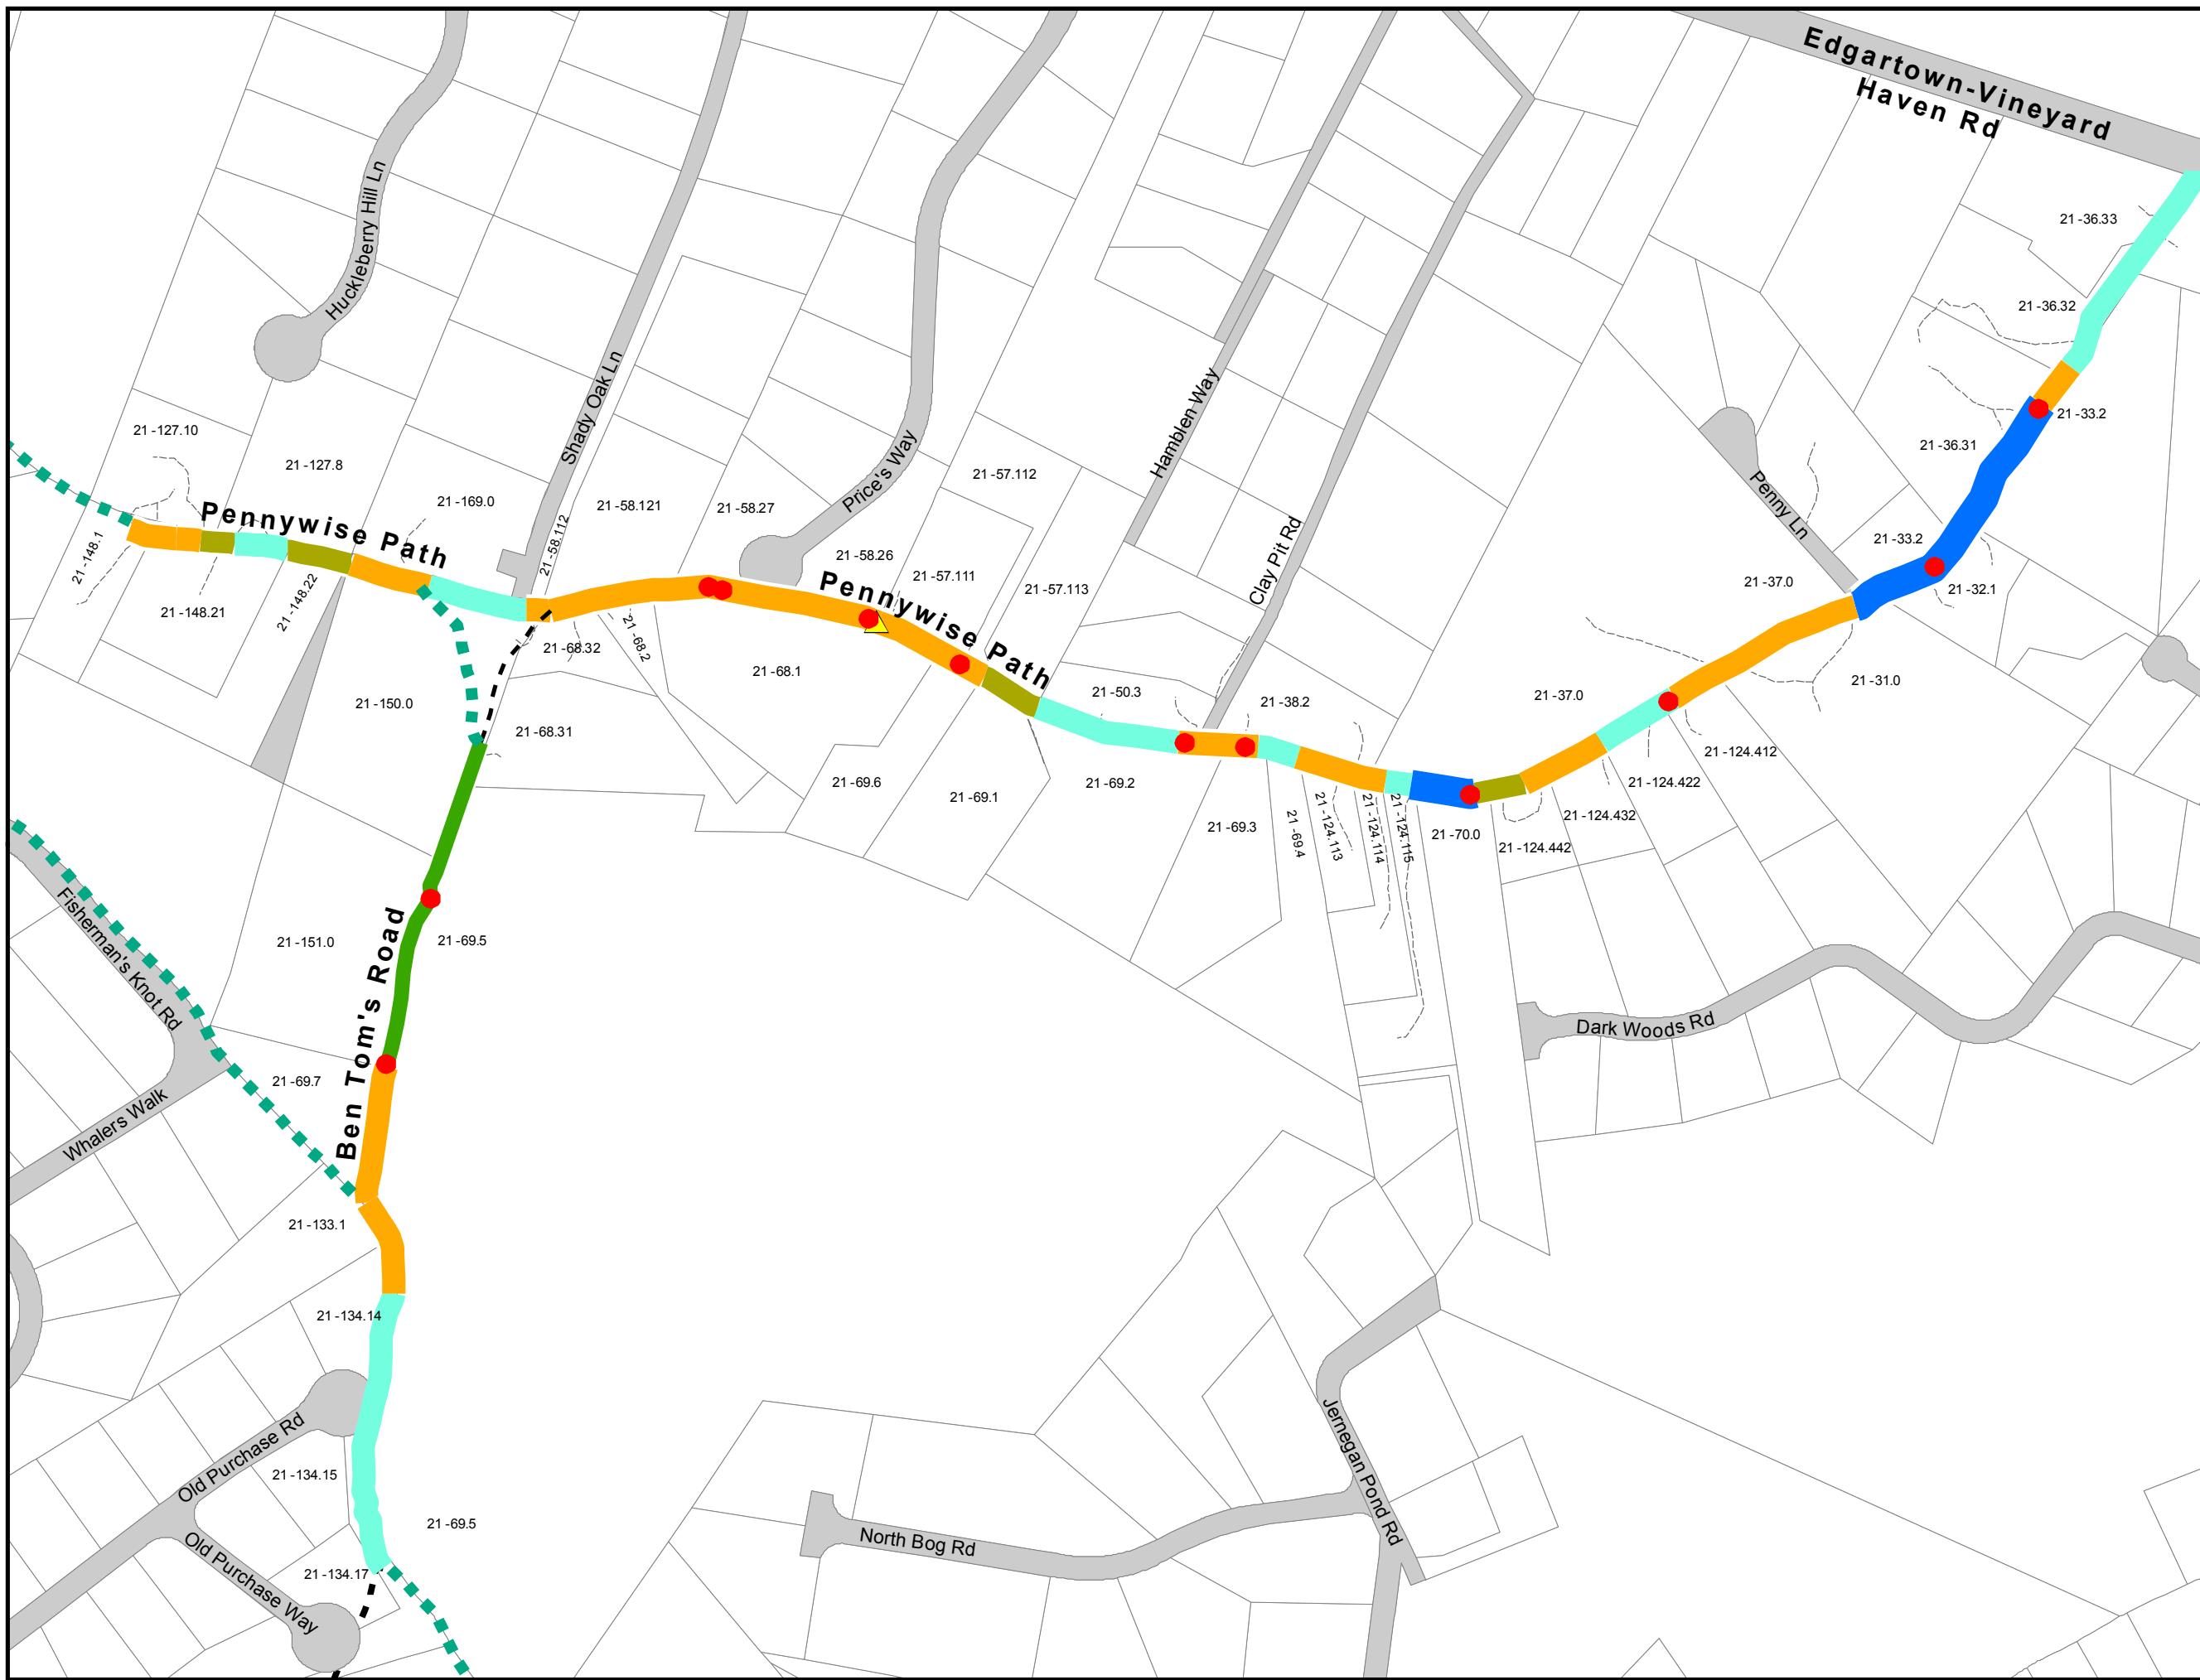 Edgartown-Vineyard
Haven Rd
21 -36.33
Huckleberry Hill Ln
21 -36.32
Shady Oak Ln
Hamblen Way
21 -33.2
21 -127.10
21 -36.31
21 -127.8
Price's Way
21 -57.112
21 -169.0
21 -58.121
21 -58.27
Penny Ln
Pennywise Path
21 -58.112
21 -148.1
21 -33.2
21 -58.26
Clay Pit Rd
21 -57.111
21 -57.113
21 -37.0
21 -32.1
21 -148.21
21 -148.22
Pennywise Path
21 -68.32
21 -68.2
21 -68.1
21 -31.0
21 -50.3
21 -37.0
21 -150.0
21 -38.2
21 -68.31
21 -124.412
21 -69.6
21 -69.2
21 -124.422
21 -69.1
21 -124.432
21 -69.3
21 -69.4
21 -124.113
21 -124.114
21 -124.115
21 -70.0
21 -124.442
Fisherman's Knot Rd
21 -151.0
21 -69.5
Ben Tom's Road
Dark Woods Rd
21 -69.7
Whalers Walk
21 -133.1
21 -134.14
Old Purchase Rd
21 -134.15
Jernegan Pond Rd
21 -69.5
North Bog Rd
21 -134.17
Old Purchase Way